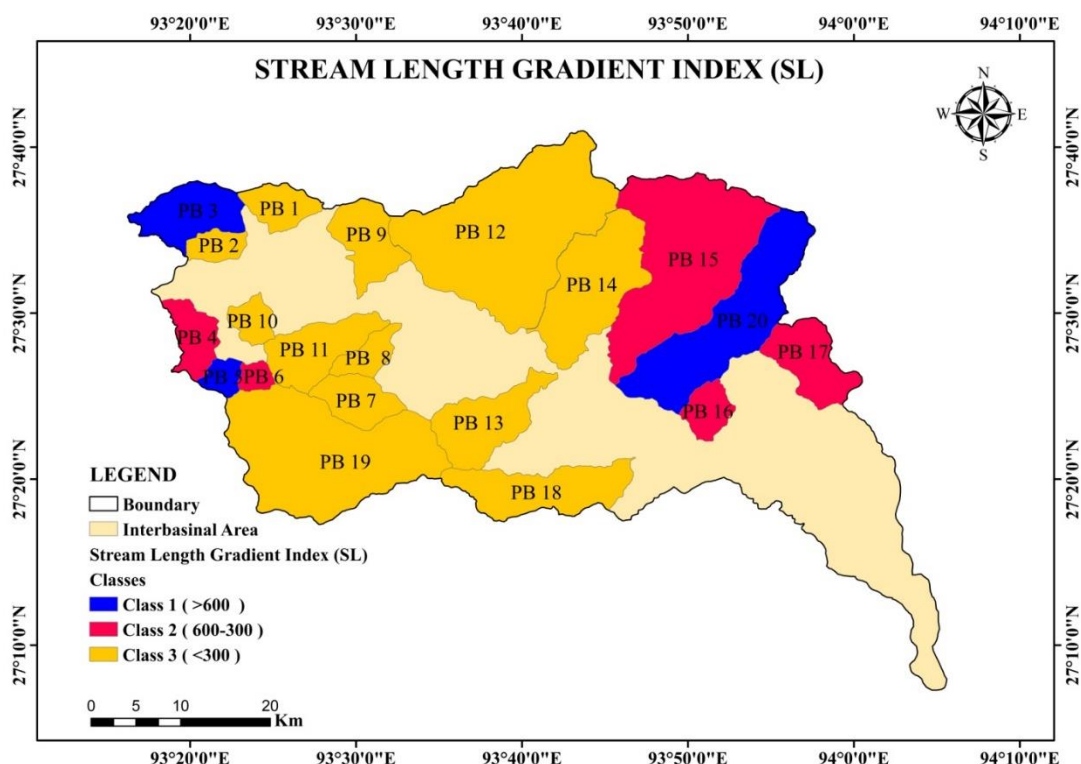 93°20'0"E 93°30'0"E 93°40'0"E 93°50'0"E 94°0'0"E 94°10'0"E
STREAM LENGTH GRADIENT INDEX (SL)
N
W E
S
27°40'0"N 27°40'0"N
PB 3 PB 1
PB 2 PB 9 PB 12
PB 14 PB 15
27°30'0"N 27°30'0"N
PB 4 PB 10 PB 20
PB 11 PB 8 PB 17
PB 5 PB 6
PB 7 PB 13 PB 16
27°20'0"N 27°20'0"N
PB 19 PB 18
LEGEND
Boundary
Interbasinal Area
Stream Length Gradient Index (SL)
Classes
Class 1 ( >600 )
Class 2 ( 600-300 )
Class 3 ( <300 )
27°10'0"N 27°10'0"N
0 5 10 20
Km
93°20'0"E 93°30'0"E 93°40'0"E 93°50'0"E 94°0'0"E 94°10'0"E